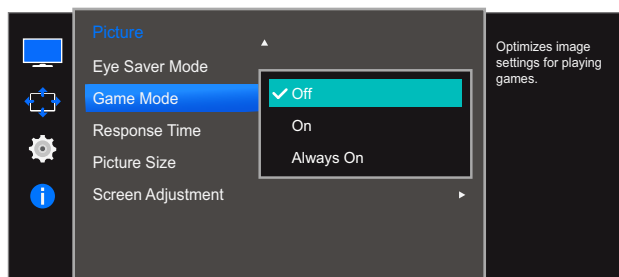 Picture
Eye Saver Mode
Game Mode
Response Time
Picture Size
Screen Adjustment
Off
On
Always On
Optimizes image
settings for playing
games.